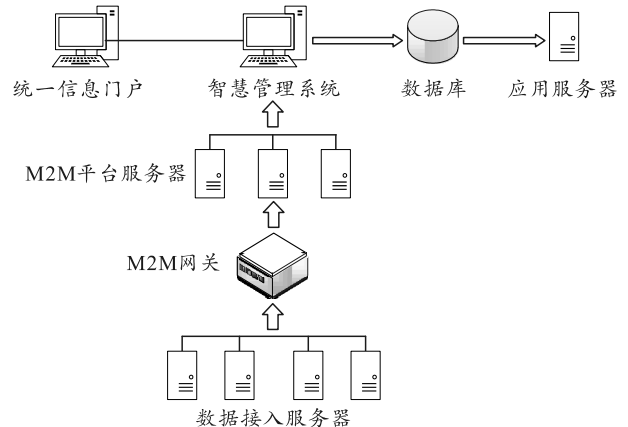 统一信息门户
智慧管理系统
数据库
应用服务器
M2M平台服务器
M2M网关
数据接入服务器